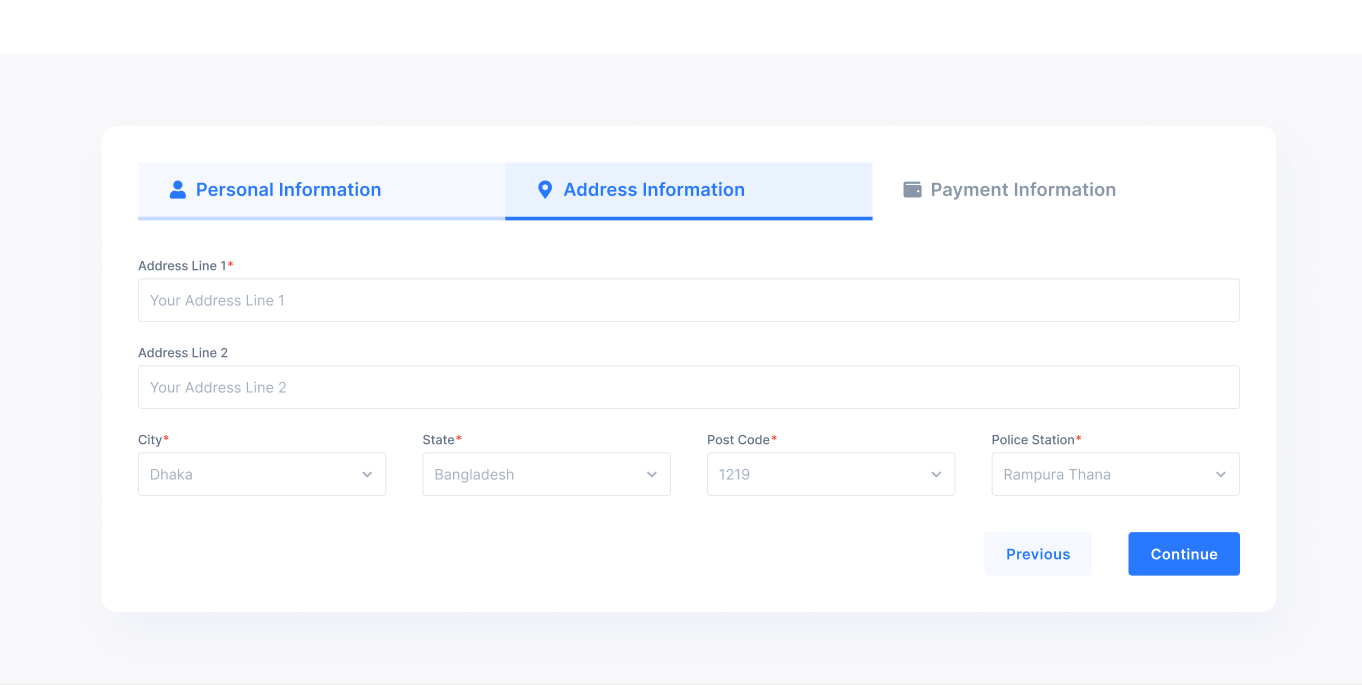 Personal Information Address Information Payment Information
Address Line 1*
Your Address Line 1
Address Line 2
Your Address Line 2
City* State* Post Code* Police Station*
Dhaka Bangladesh 1219 Rampura Thana
Previous Continue